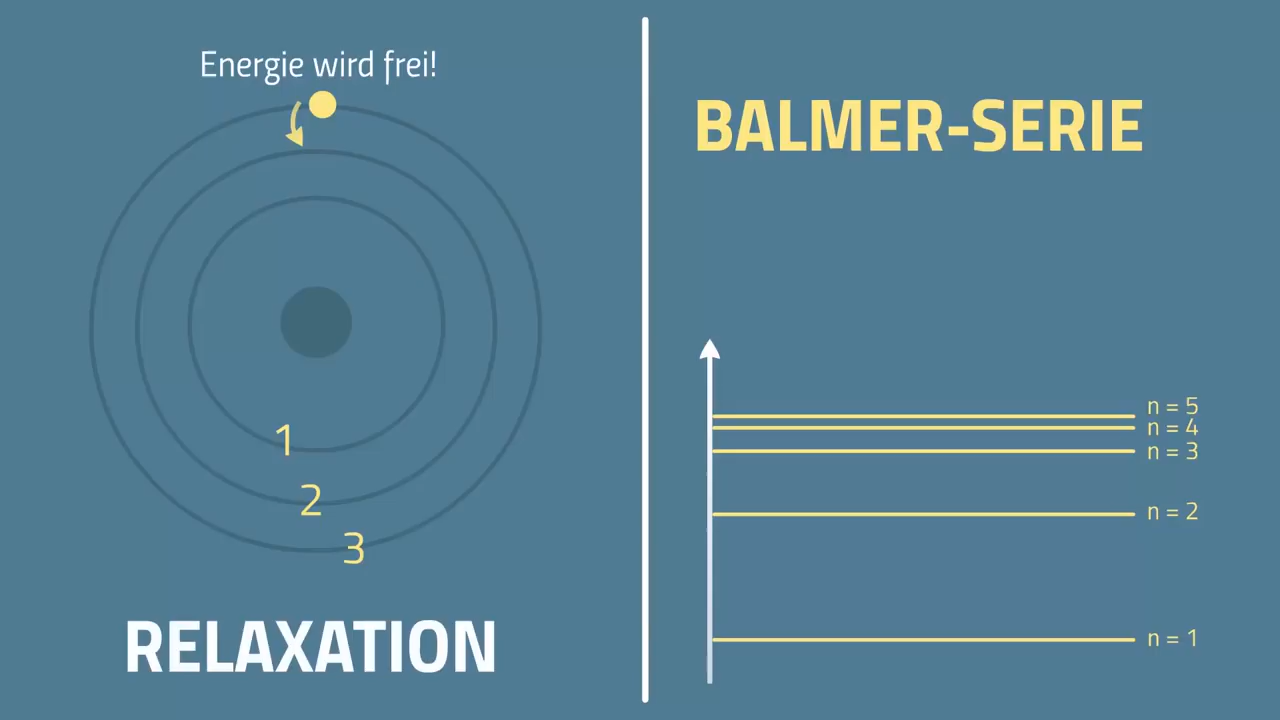 Energie wird frei!
1
2
3
RELAXATION
BALMER-SERIE
n = 5
n = 4
n = 3
n = 2
n = 1